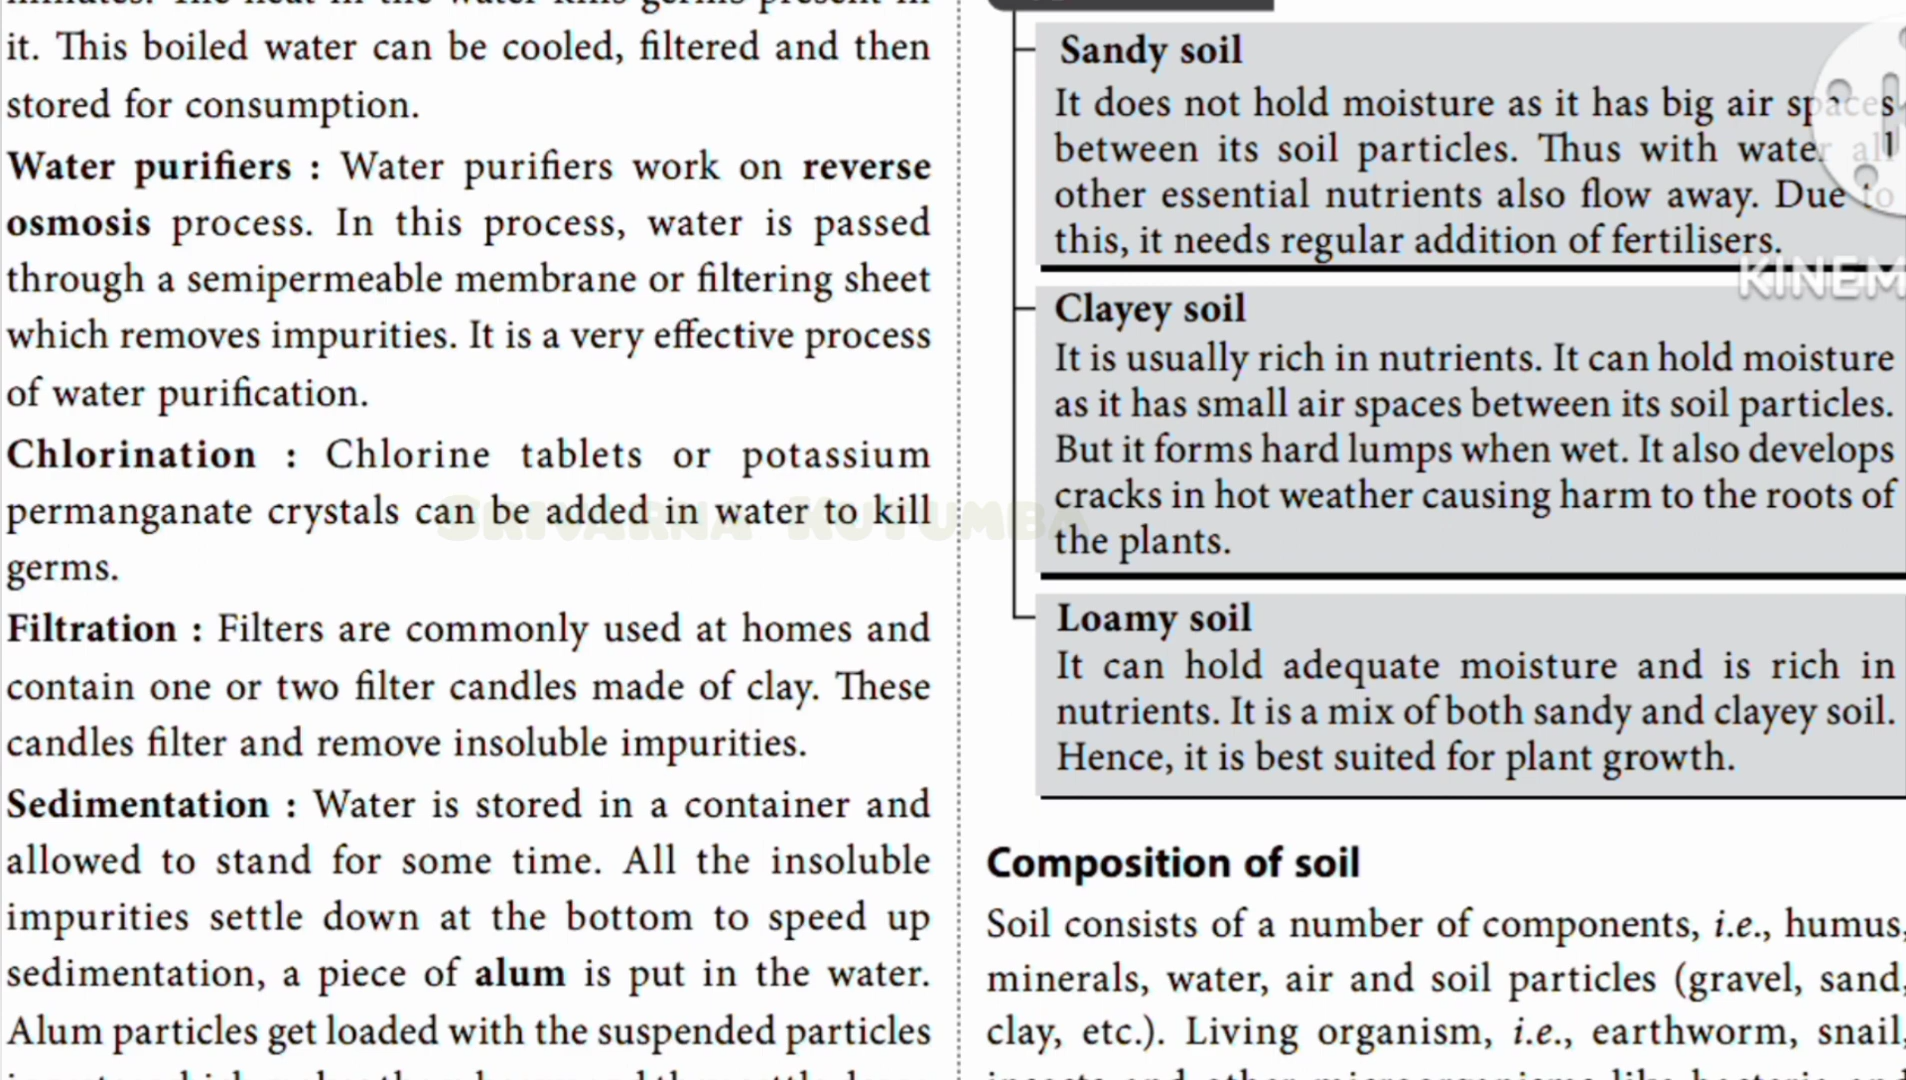 it. This boiled water can be cooled, filtered and then
stored for consumption.
Water purifiers : Water purifiers work on reverse
osmosis process. In this process, water is passed
through a semipermeable membrane or filtering sheet
which removes impurities. It is a very effective process
of water purification.
Chlorination : Chlorine tablets or potassium
permanganate crystals can be added in water to kill
germs.
Filtration : Filters are commonly used at homes and
contain one or two filter candles made of clay. These
candles filter and remove insoluble impurities.
Sedimentation : Water is stored in a container and
allowed to stand for some time. All the insoluble
impurities settle down at the bottom to speed up
sedimentation, a piece of alum is put in the water.
Alum particles get loaded with the suspended particles
Sandy soil
It does not hold moisture as it has big air spaces
between its soil particles. Thus with water all
other essential nutrients also flow away. Due to
this, it needs regular addition of fertilisers.
KINEM
Clayey soil
It is usually rich in nutrients. It can hold moisture
as it has small air spaces between its soil particles.
But it forms hard lumps when wet. It also develops
cracks in hot weather causing harm to the roots of
the plants.
Loamy soil
It can hold adequate moisture and is rich in
nutrients. It is a mix of both sandy and clayey soil.
Hence, it is best suited for plant growth.
Composition of soil
Soil consists of a number of components, i.e., humus,
minerals, water, air and soil particles (gravel, sand,
clay, etc.). Living organism, i.e., earthworm, snail,
SRIVARNA KUTUMBA